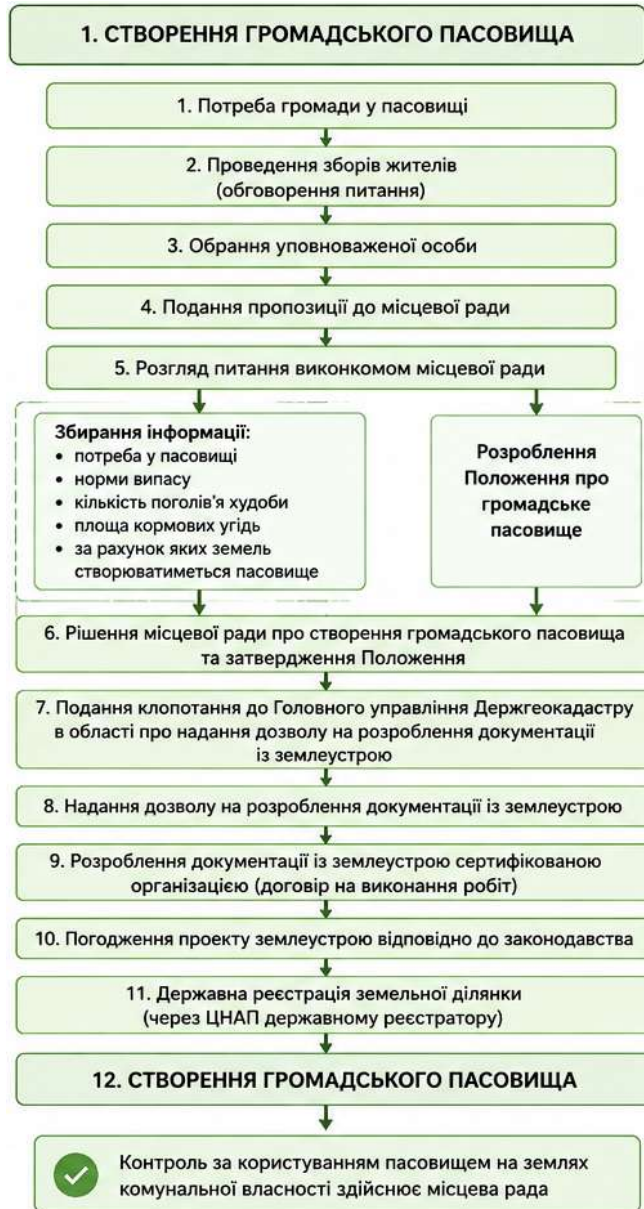 1. СТВОРЕННЯ ГРОМАДСЬКОГО ПАСОВИЩА
1. Потреба громади у пасовищі
2. Проведення зборів жителів
(обговорення питання)
3. Обрання уповноваженої особи
4. Подання пропозиції до місцевої ради
5. Розгляд питання виконкомом місцевої ради
Збирання інформації:
• потреба у пасовищі
• норми випасу
• кількість поголів'я худоби
• площа кормових угідь
• за рахунок яких земель
створюватиметься пасовище
Розроблення
Положення про
громадське
пасовище
6. Рішення місцевої ради про створення громадського пасовища
та затвердження Положення
7. Подання клопотання до Головного управління Держгеокадастру
в області про надання дозволу на розроблення документації
із землеустрою
8. Надання дозволу на розроблення документації із землеустрою
9. Розроблення документації із землеустрою сертифікованою
організацією (договір на виконання робіт)
10. Погодження проекту землеустрою відповідно до законодавства
11. Державна реєстрація земельної ділянки
(через ЦНАП державному реєстратору)
12. СТВОРЕННЯ ГРОМАДСЬКОГО ПАСОВИЩА
Контроль за користуванням пасовищем на землях
комунальної власності здійснює місцева рада